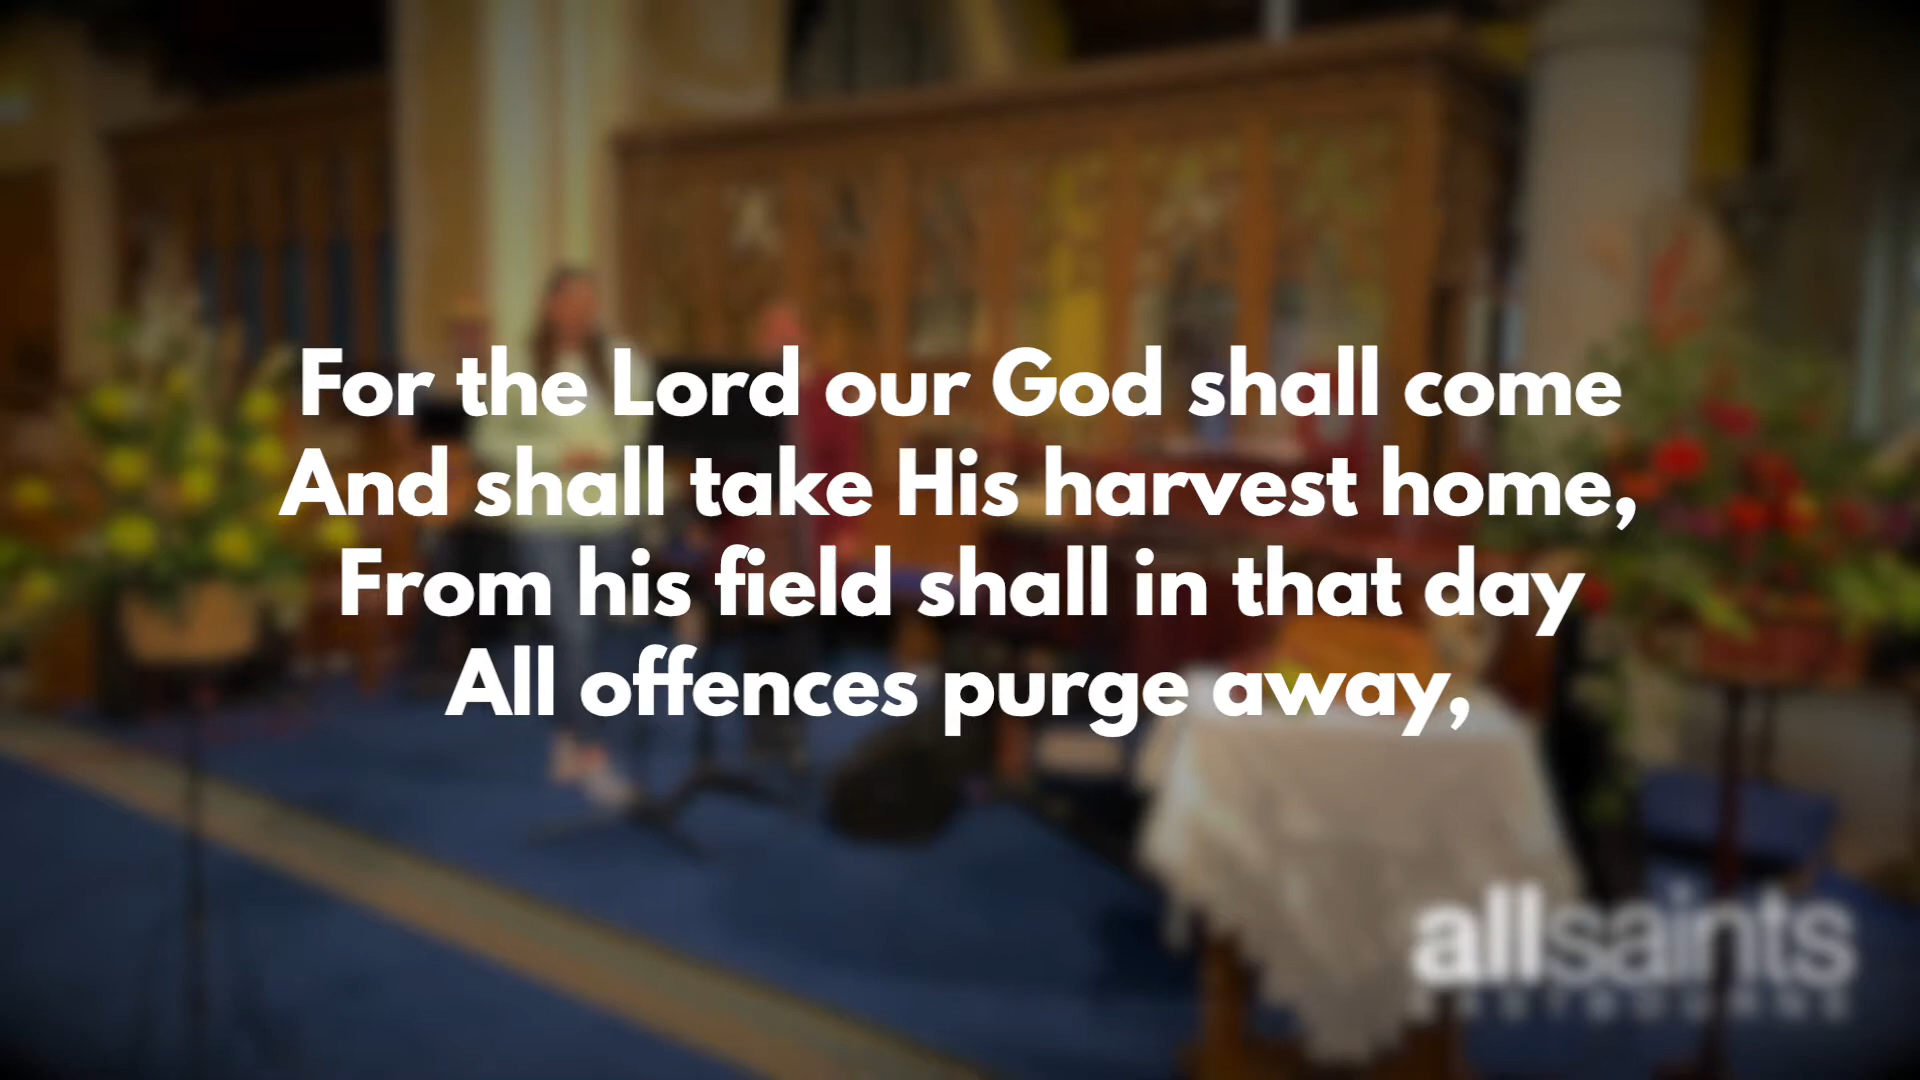 For the Lord our God shall come
And shall take His harvest home,
From his field shall in that day
All offences purge away,
allsaints
EASTBOURNE